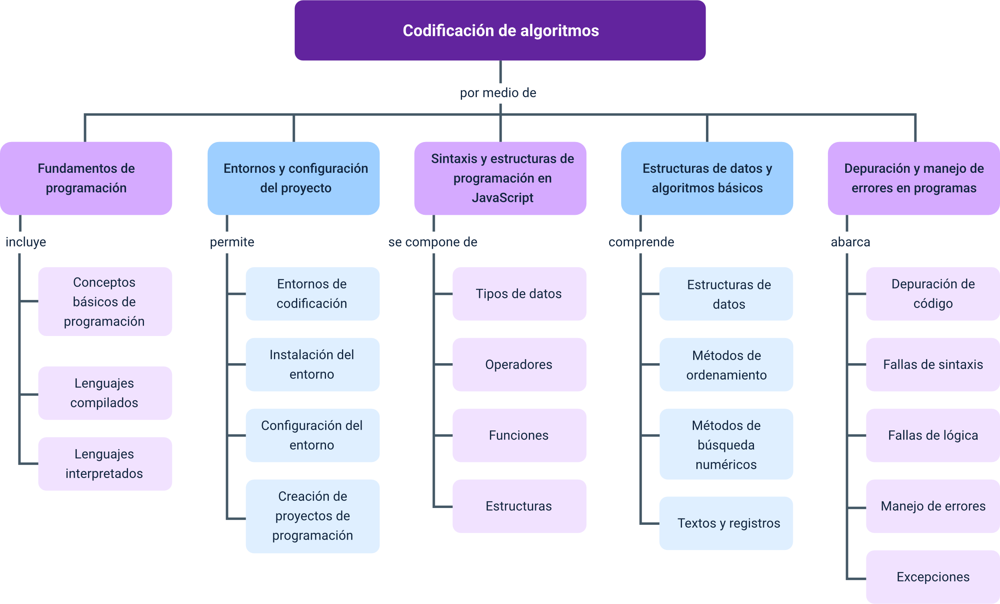 Codificación de algoritmos
por medio de
Fundamentos de
programación
incluye
Conceptos
básicos de
programación
Lenguajes
compilados
Lenguajes
interpretados
Entornos y configuración
del proyecto
permite
Entornos de
codificación
Instalación del
entorno
Configuración del
entorno
Creación de
proyectos de
programación
Sintaxis y estructuras de
programación en
JavaScript
se compone de
Tipos de datos
Operadores
Funciones
Estructuras
Estructuras de datos y
algoritmos básicos
comprende
Estructuras de
datos
Métodos de
ordenamiento
Métodos de
búsqueda
numéricos
Textos y registros
Depuración y manejo de
errores en programas
abarca
Depuración de
código
Fallas de sintaxis
Fallas de lógica
Manejo de errores
Excepciones